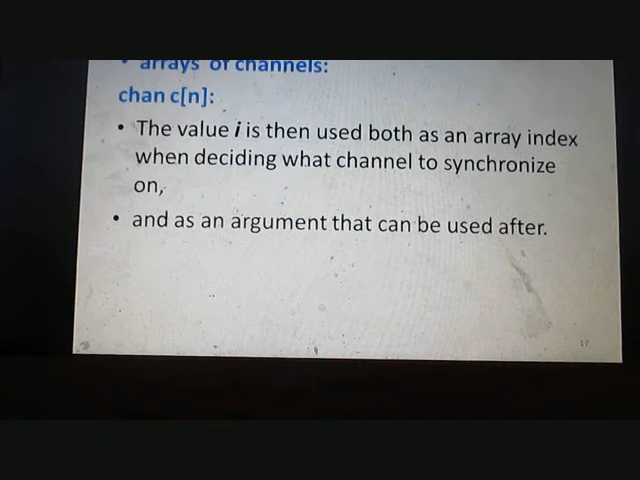 • arrays of channels:
chan c[n]:
• The value i is then used both as an array index
when deciding what channel to synchronize
on,
• and as an argument that can be used after.
17